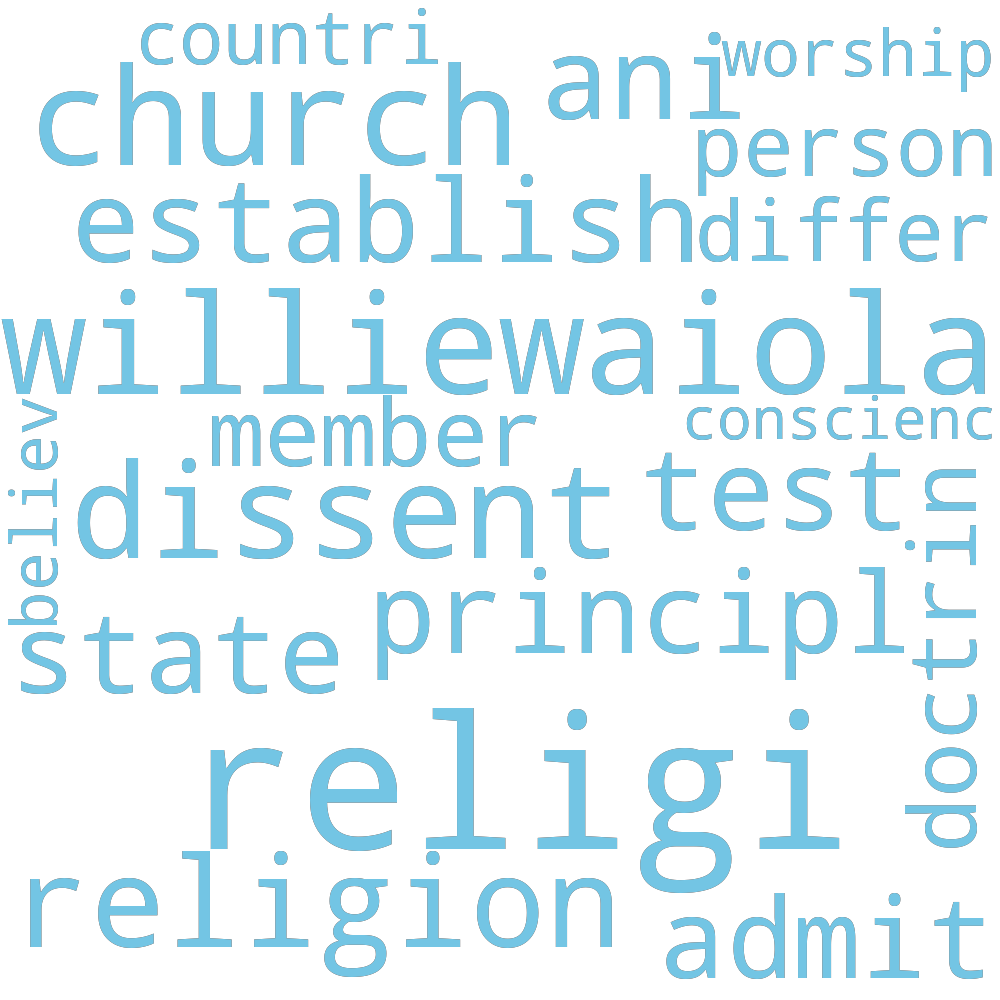 countri
worship
church
ani
person
establish
differ
williewaiola
believ
member
conscienc
dissent
test
doctrin
state
principl
religi
religion
admit